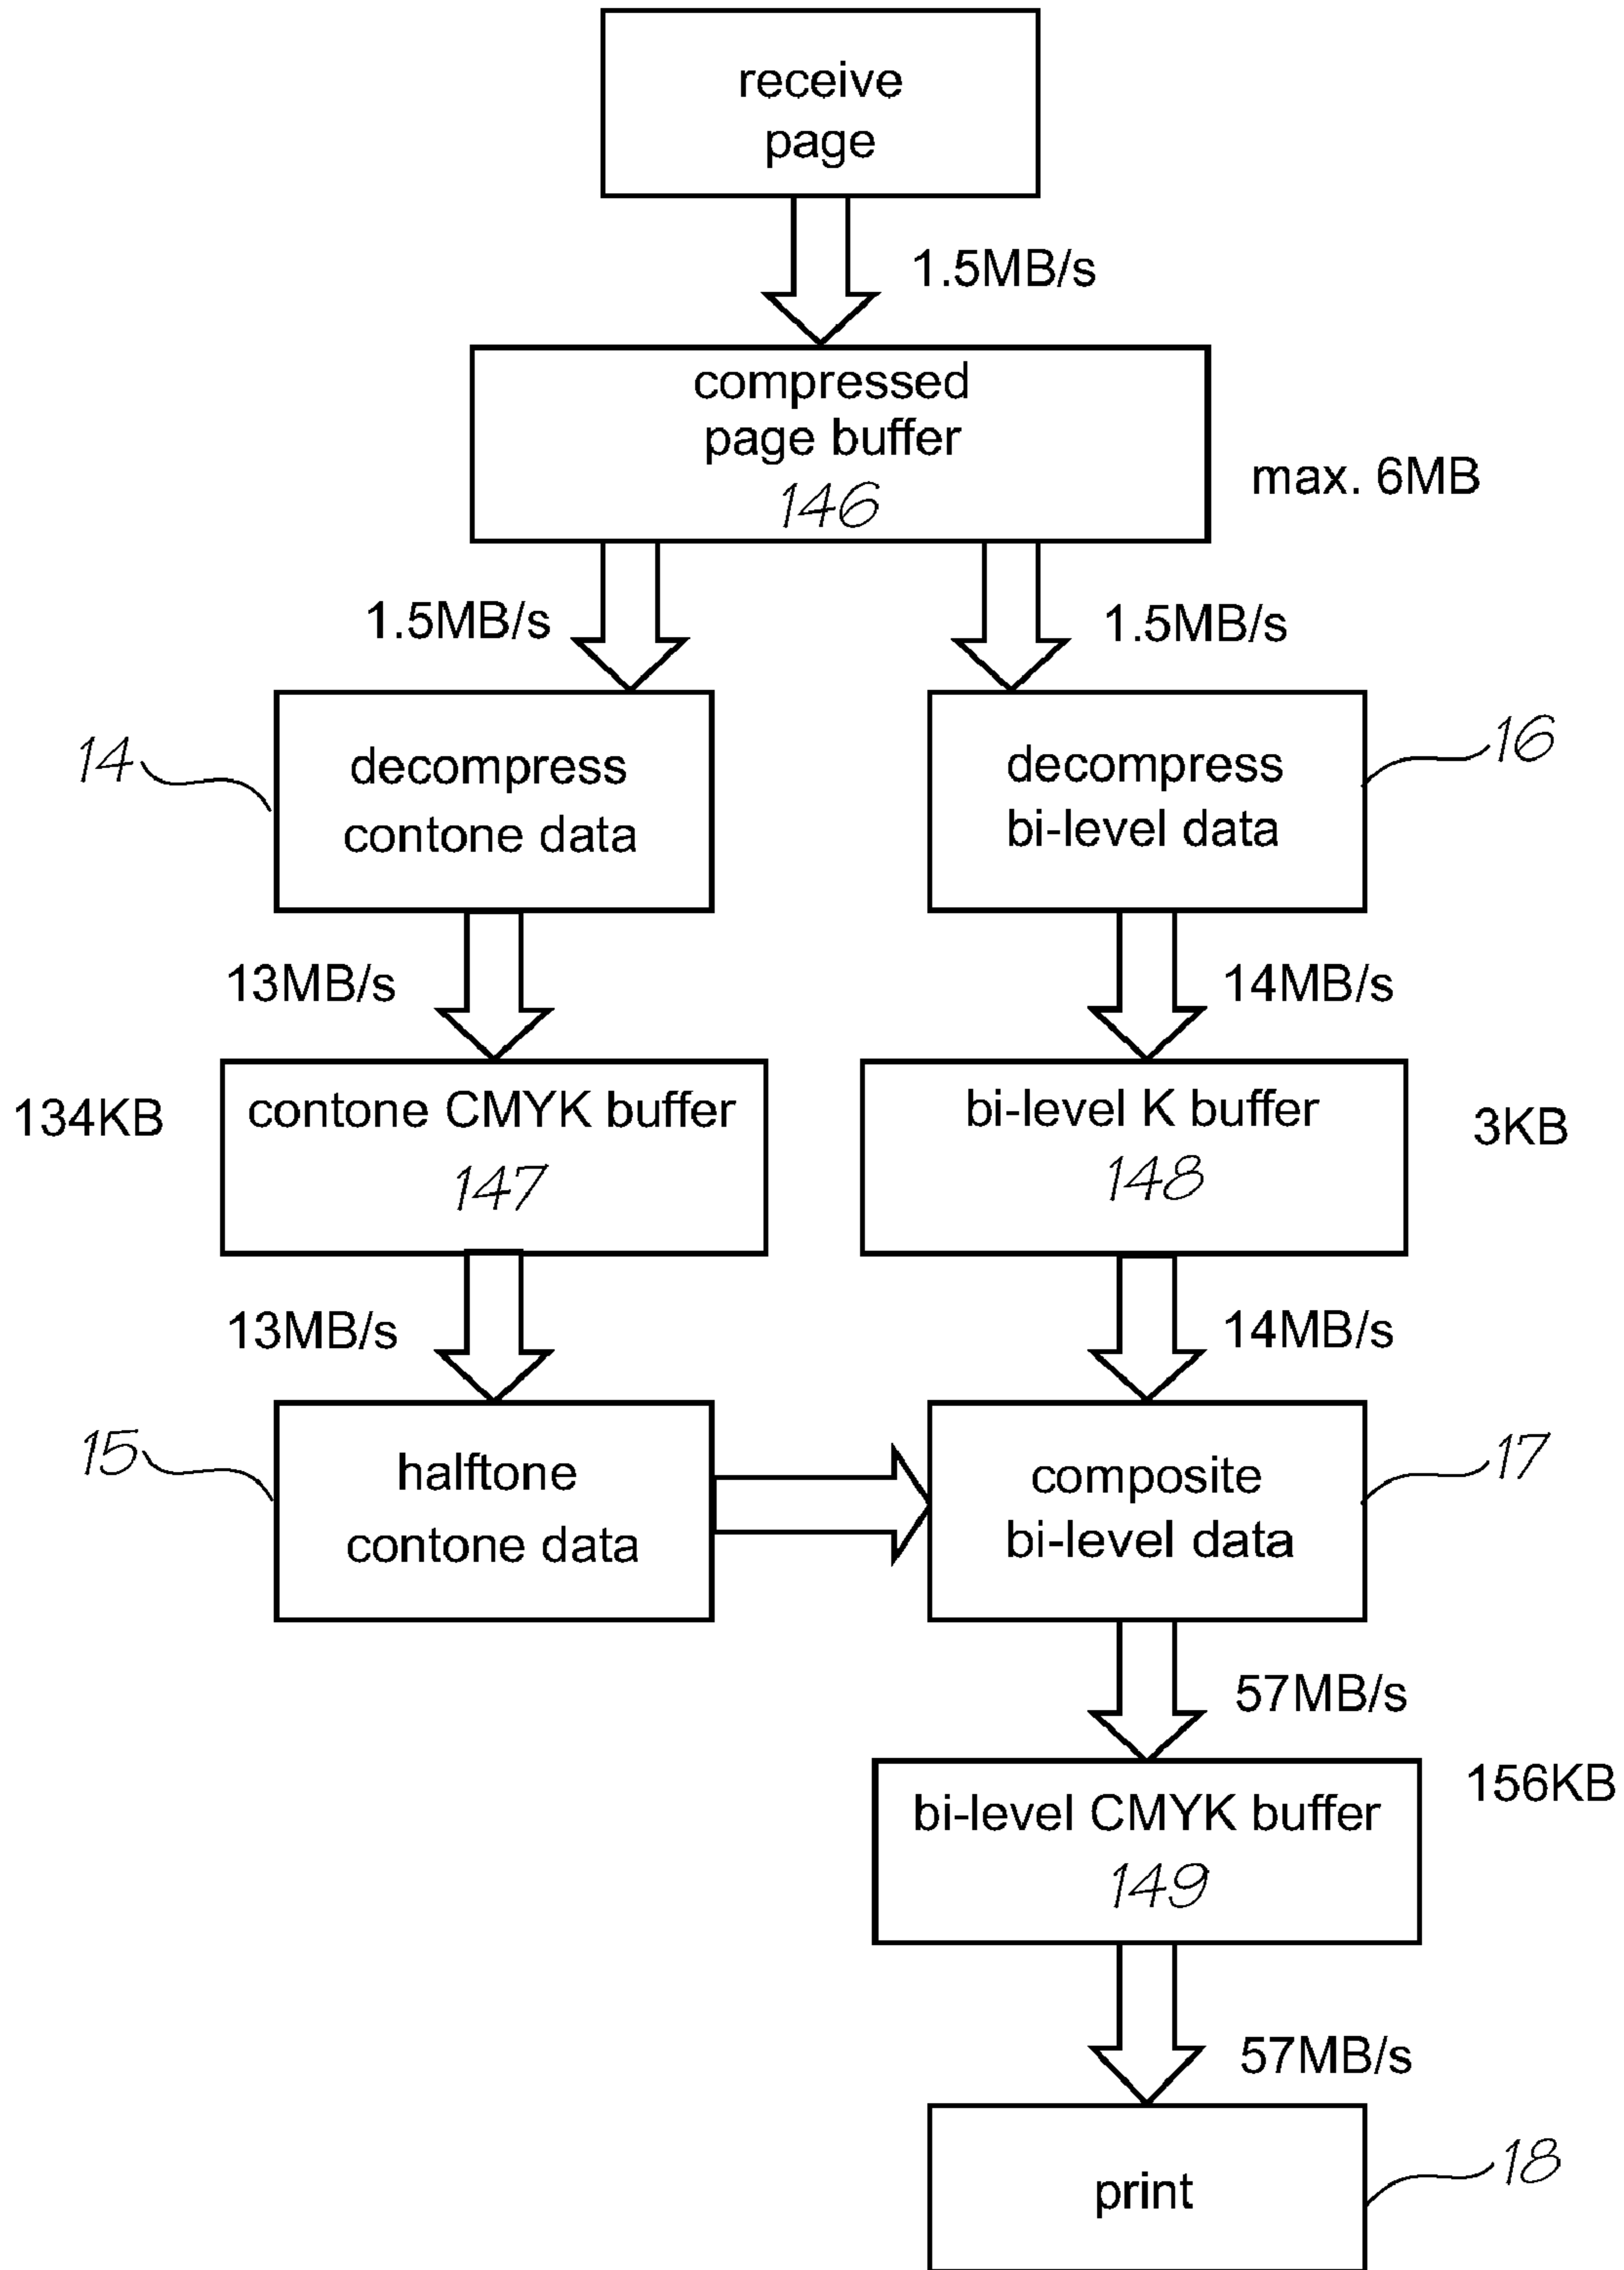 receive
page
1.5MB/s
compressed
page buffer
146
max. 6MB
1.5MB/s
1.5MB/s
14
decompress
contone data
decompress
bi-level data
16
13MB/s
14MB/s
134KB
contone CMYK buffer
147
bi-level K buffer
148
3KB
13MB/s
14MB/s
15
halftone
contone data
composite
bi-level data
17
57MB/s
156KB
bi-level CMYK buffer
149
57MB/s
print
18